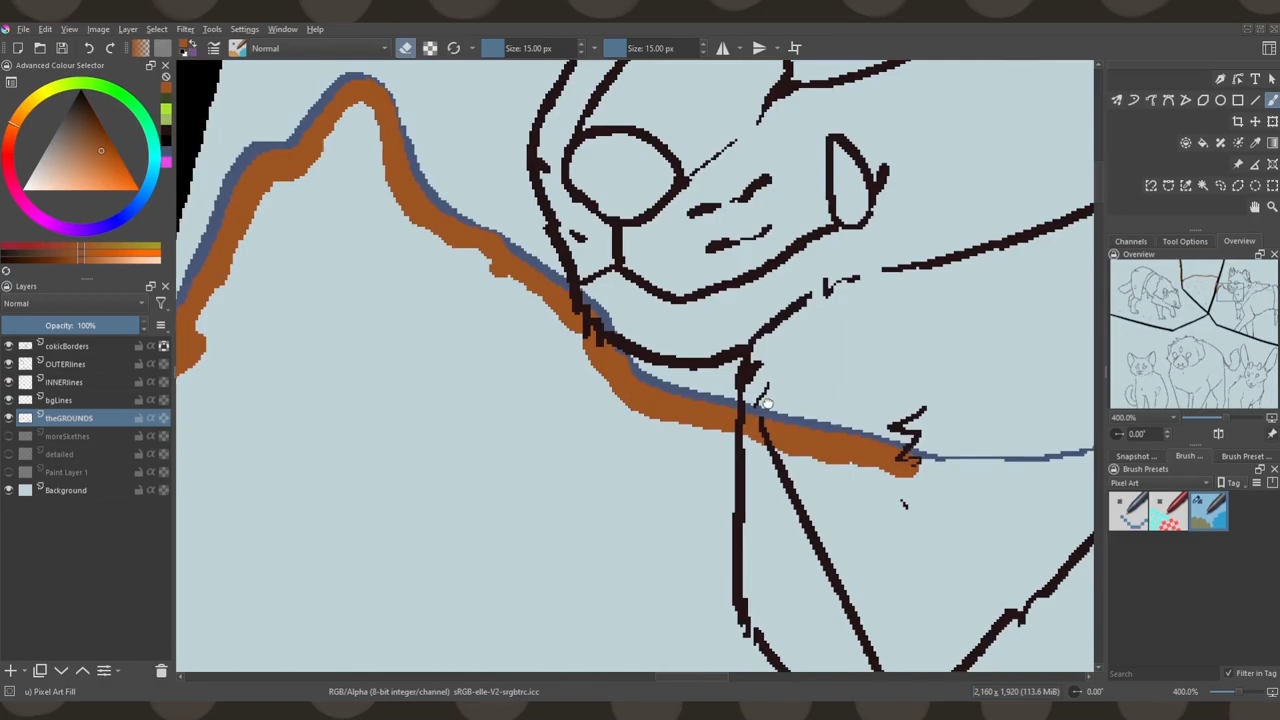 File Edit View Image Layer Select Filter Tools Settings Window Help
Normal Size: 15.00 px Size: 15.00 px
Advanced Colour Selector
Layers
Normal
Opacity: 100%
cokicBorders
OUTERlines
INNERlines
bgLines
theGROUNDS
moreSkethes
detailed
Paint Layer 1
Background
Channels Tool Options Overview
Overview
400.0%
0.00°
Snapshot ... Brush ... Brush Preset ...
Brush Presets
Pixel Art Tag
Search Filter in Tag
u) Pixel Art Fill RGB/Alpha (8-bit integer/channel) sRGB-elle-V2-srgbtrc.icc 2,160 x 1,920 (113.6 MiB) 0.00° 400.0%